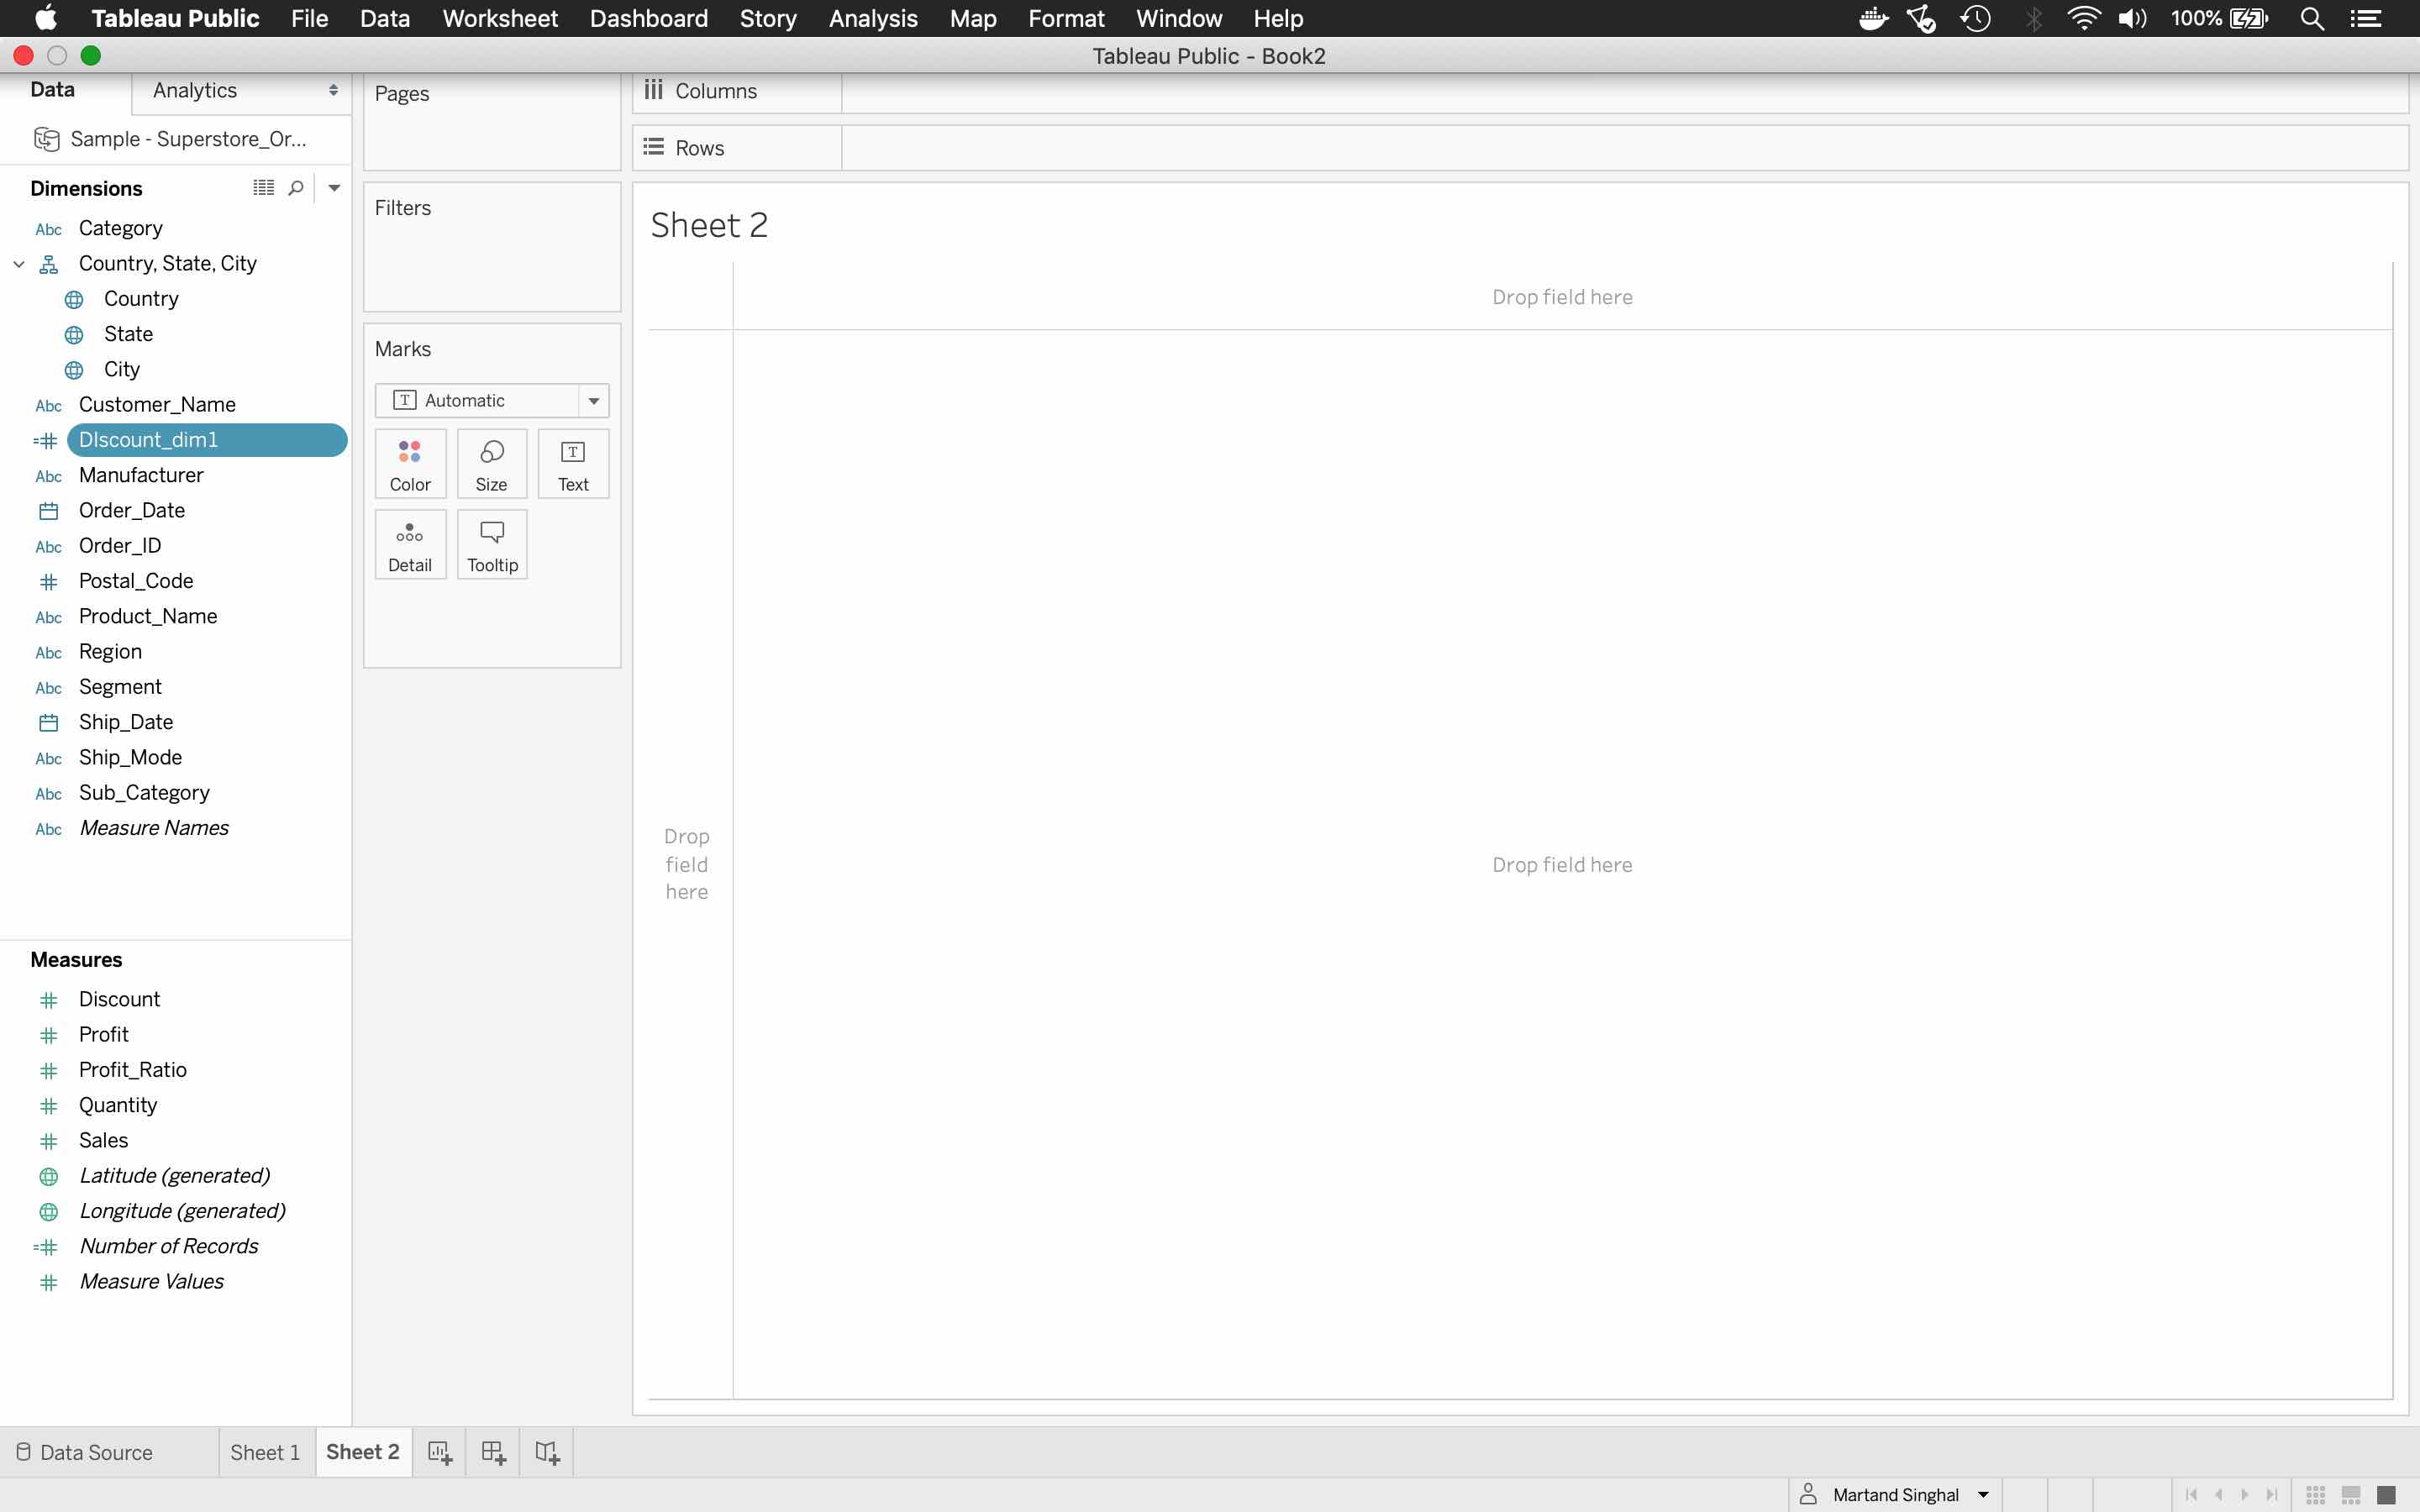 Tableau Public File Data Worksheet Dashboard Story Analysis Map Format Window Help 100%
Tableau Public - Book2
Data Analytics
Sample - Superstore_Or...
Dimensions
Abc Category
Country, State, City
Country
State
City
Abc Customer_Name
=# DIscount_dim1
Abc Manufacturer
Order_Date
Abc Order_ID
# Postal_Code
Abc Product_Name
Abc Region
Abc Segment
Ship_Date
Abc Ship_Mode
Abc Sub_Category
Abc Measure Names
Measures
# Discount
# Profit
# Profit_Ratio
# Quantity
# Sales
Latitude (generated)
Longitude (generated)
=# Number of Records
# Measure Values
Pages
Filters
Marks
T Automatic
Color Size T Text
Detail Tooltip
Columns
Rows
Sheet 2
Drop field here
Drop
field
here
Drop field here
Data Source Sheet 1 Sheet 2
Martand Singhal